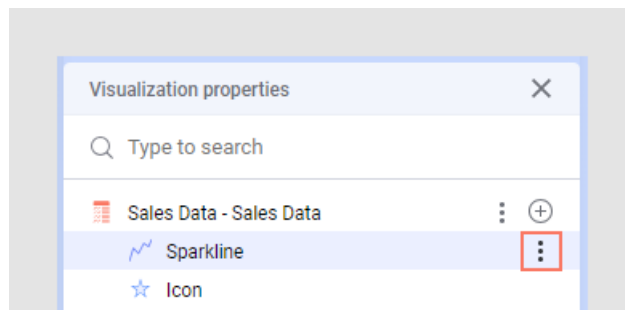 Visualization properties
Type to search
Sales Data - Sales Data
Sparkline
Icon